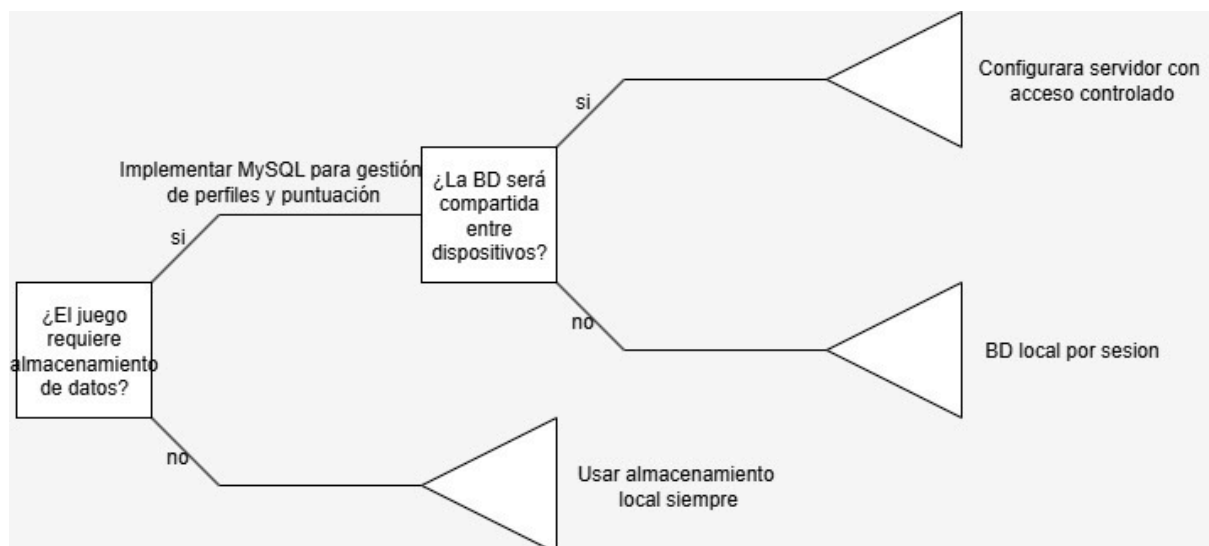 Configurara servidor con
acceso controlado
si
Implementar MySQL para gestión
de perfiles y puntuación
¿La BD será
compartida
entre
dispositivos?
si
no
BD local por sesion
¿El juego
requiere
almacenamiento
de datos?
no
Usar almacenamiento
local siempre